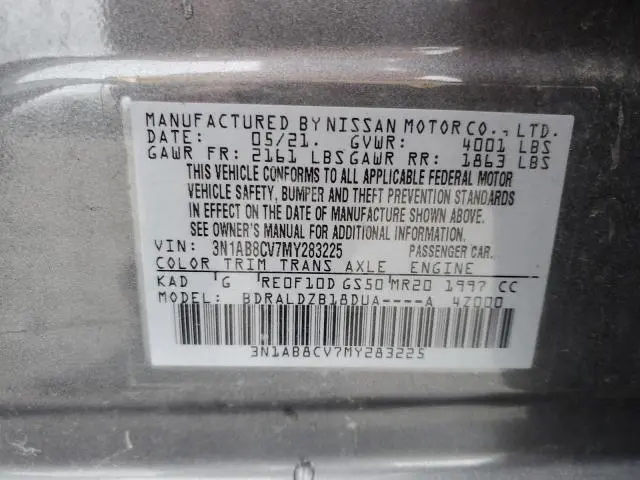 MANUFACTURED BY NISSAN MOTOR CO., LTD.
DATE: 05/21. GVWR: 4001 LBS
GAWR FR: 2161 LBS GAWR RR: 1863 LBS
THIS VEHICLE CONFORMS TO ALL APPLICABLE FEDERAL MOTOR
VEHICLE SAFETY, BUMPER AND THEFT PREVENTION STANDARDS
IN EFFECT ON THE DATE OF MANUFACTURE SHOWN ABOVE.
SEE OWNER'S MANUAL FOR ADDITIONAL INFORMATION.
VIN: 3N1AB8CV7MY283225 PASSENGER CAR.
COLOR TRIM TRANS AXLE ENGINE
KAD G RE0F10D GS50 MR20 1997 CC
MODEL: BDRALDZB18DUA----A 4Z000
3N1AB8CV7MY283225